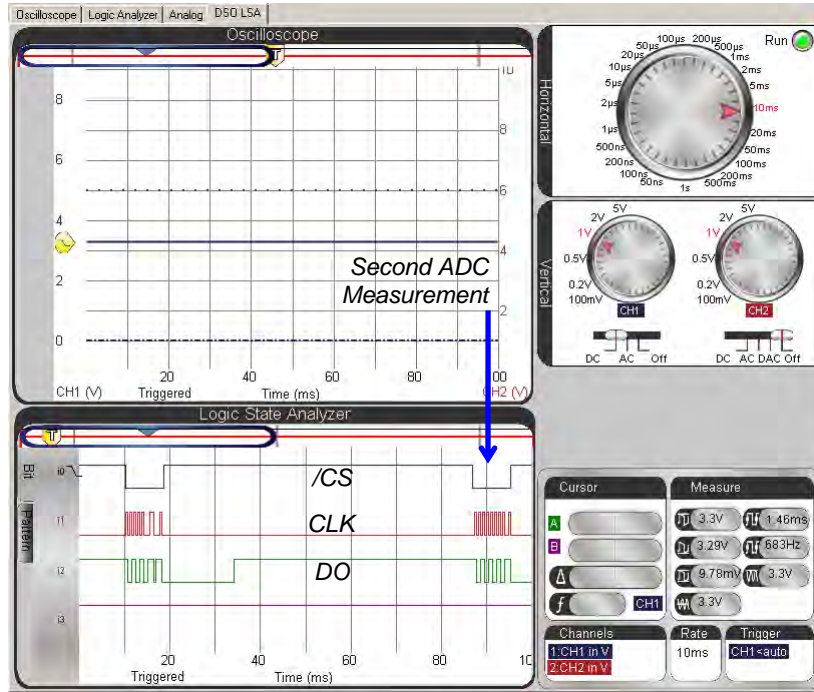 Oscilloscope Logic Analyzer Analog DSO LSA
Oscilloscope
T
10
8
6
4
2
0
8
6
4
2
Second ADC
Measurement
20 40 60 80 00
CH1 (V) Triggered Time (ms) CH2 (V)
Logic State Analyzer
T
Bit
Pattern
i0
i1
i2
i3
/CS
CLK
DO
20 40 60 80 10
Triggered Time (ms)
Horizontal
Run
50ns
100ns
200ns
500ns
1µs
2µs
5µs
10µs
20µs
50µs
100µs
200µs
500µs
1ms
2ms
5ms
10ms
20ms
50ms
100ms
200ms
500ms
1s
Vertical
5V
2V
1V
0.5V
0.2V
100mV
CH1
DC AC Off
5V
2V
1V
0.5V
0.2V
100mV
CH2
DC AC DAC Off
Cursor
A
B
Δ
f
CH1
Measure
3.3V 1.46ms
3.29V 683Hz
9.78mV 3.3V
3.3V
Channels
1:CH1 in V
2:CH2 in V
Rate
10ms
Trigger
CH1<auto